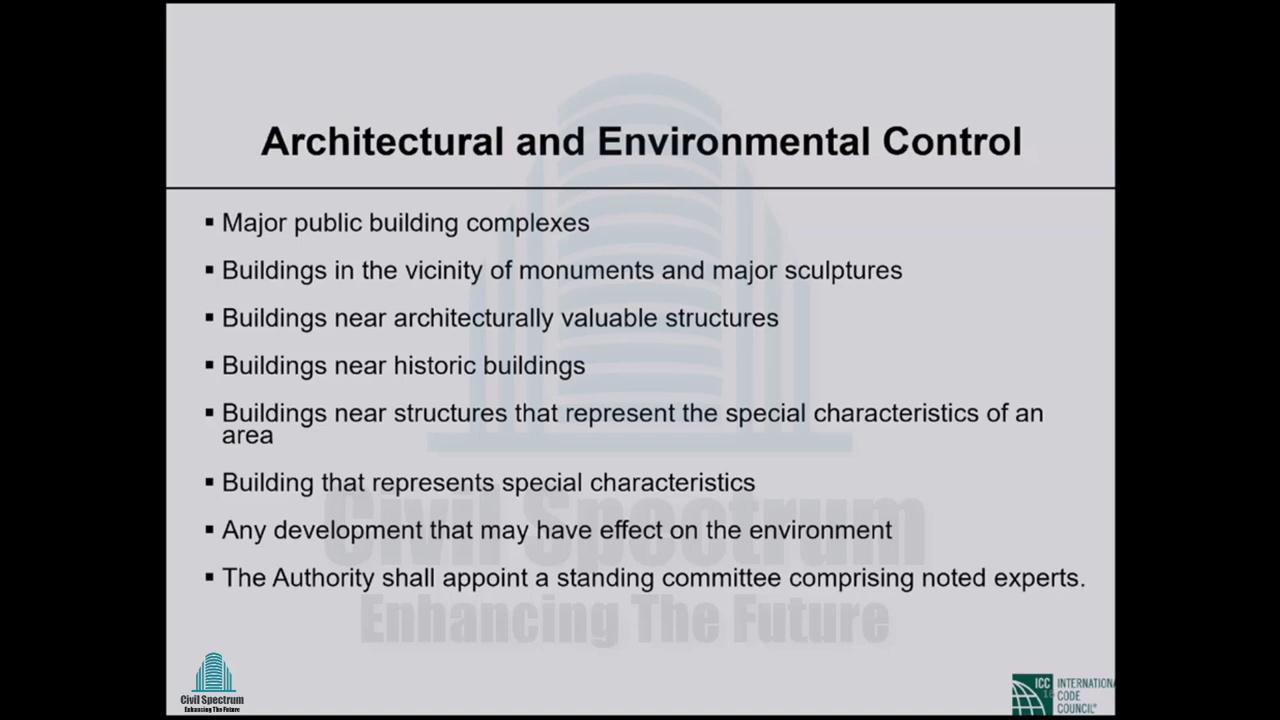 Architectural and Environmental Control
▪ Major public building complexes
▪ Buildings in the vicinity of monuments and major sculptures
▪ Buildings near architecturally valuable structures
▪ Buildings near historic buildings
▪ Buildings near structures that represent the special characteristics of an
area
▪ Building that represents special characteristics
▪ Any development that may have effect on the environment
▪ The Authority shall appoint a standing committee comprising noted experts.
Civil Spectrum
Enhancing The Future
Civil Spectrum
Enhancing The Future
ICC
INTERNATIONA
CODE
COUNCIL®